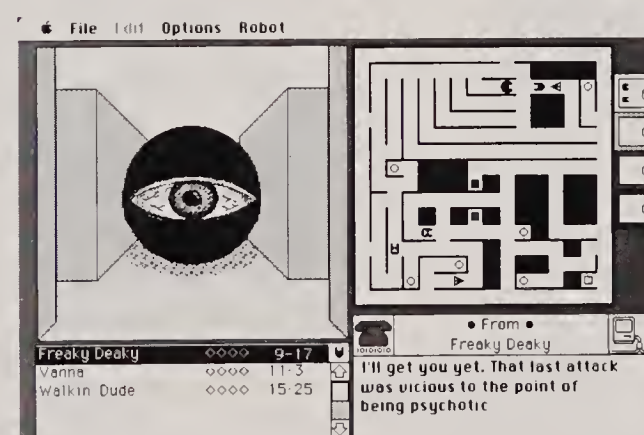 File Edit Options Robot
Freaky Deaky 9-17
Vanna 11-3
Walkin Dude 15-25
• From •
Freaky Deaky
I'll get you yet. That last attack
was vicious to the point of
being psychotic